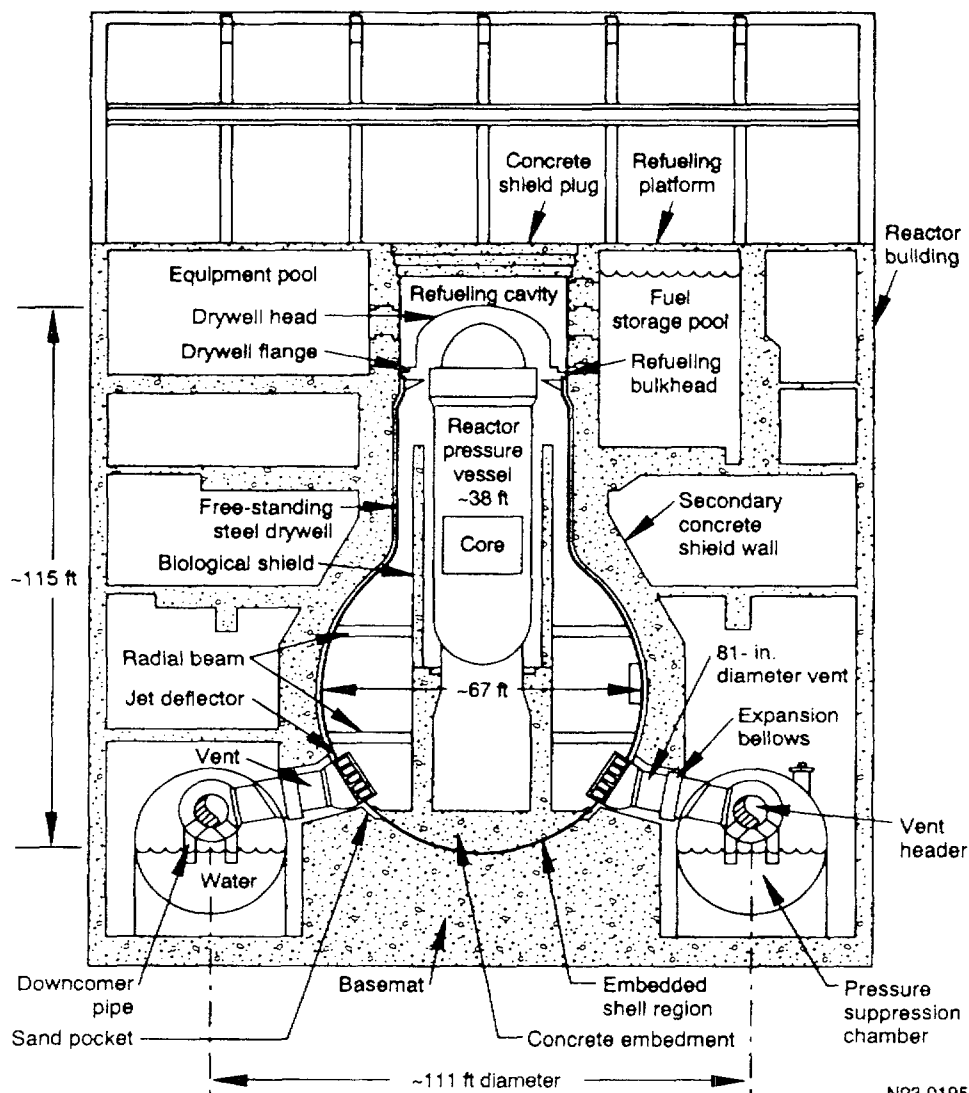 Concrete
shield plug
Refueling
platform
Reactor
building
Equipment pool
Refueling cavity
Fuel
storage pool
Drywell head
Drywell flange
Refueling
bulkhead
Reactor
pressure
vessel
~38 ft
Free-standing
steel drywell
Secondary
concrete
shield wall
Core
Biological shield
~115 ft
Radial beam
81- in.
diameter vent
~67 ft
Jet deflector
Expansion
bellows
Vent
Vent
header
Water
Downcomer
pipe
Basemat
Embedded
shell region
Pressure
suppression
chamber
Sand pocket
Concrete embedment
~111 ft diameter
N93 0195